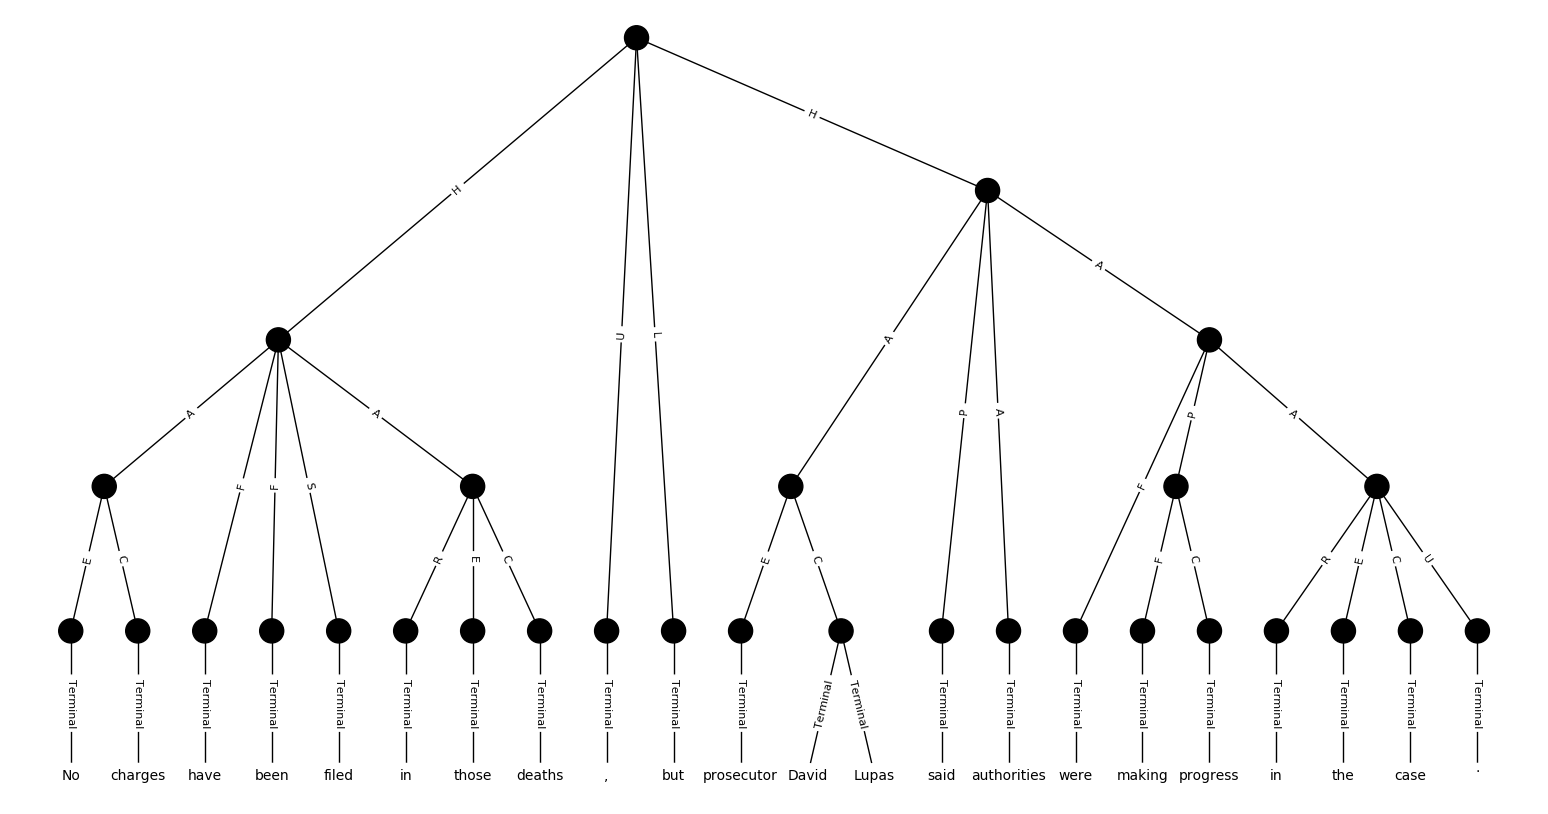 H
H
A
U
L
A
P
A
A
F
F
S
A
P
A
F
P
A
E
C
R
E
C
E
C
F
C
R
E
C
U
Terminal Terminal Terminal Terminal Terminal Terminal Terminal Terminal Terminal Terminal Terminal Terminal Terminal Terminal Terminal Terminal Terminal Terminal Terminal Terminal Terminal Terminal
No charges have been filed in those deaths , but prosecutor David Lupas said authorities were making progress in the case .